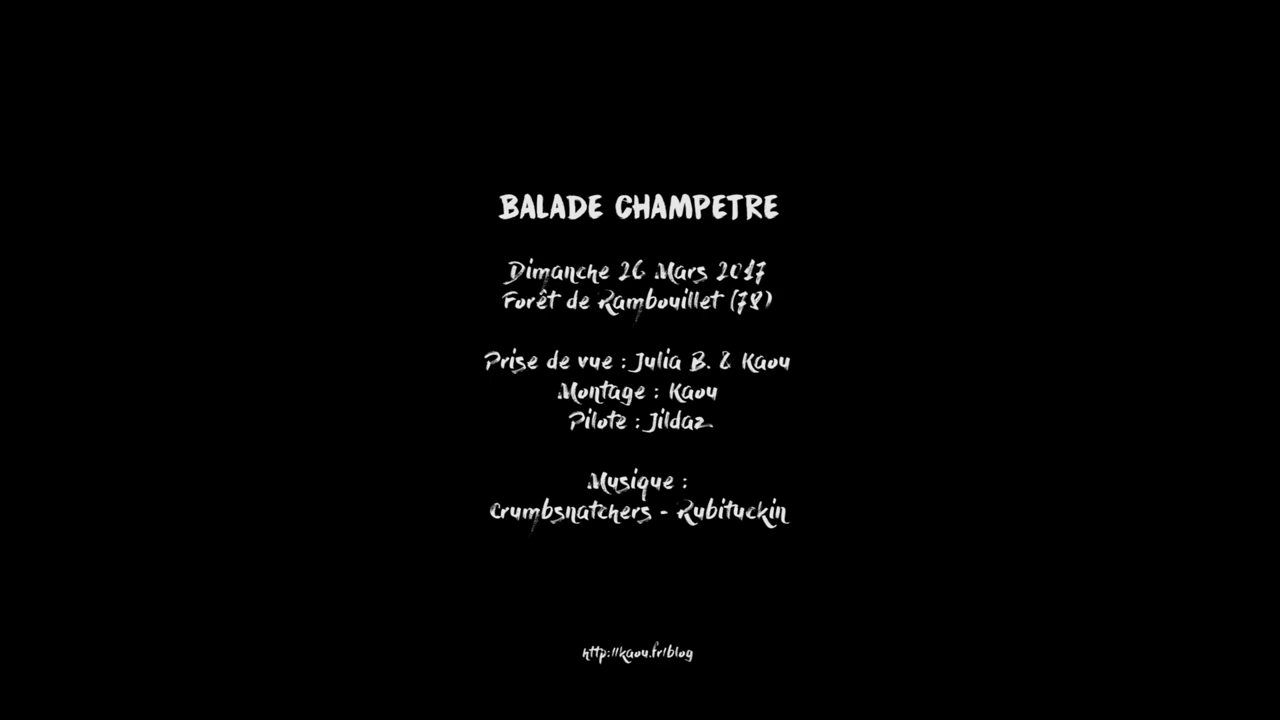 BALADE CHAMPETRE
Dimanche 26 Mars 2017
Forêt de Rambouillet (78)
Prise de vue : Julia B. & Kaou
Montage : Kaou
Pilote : Jildaz
Musique :
Crumbsnatchers - Rubituckin
http://kaou.fr/blog